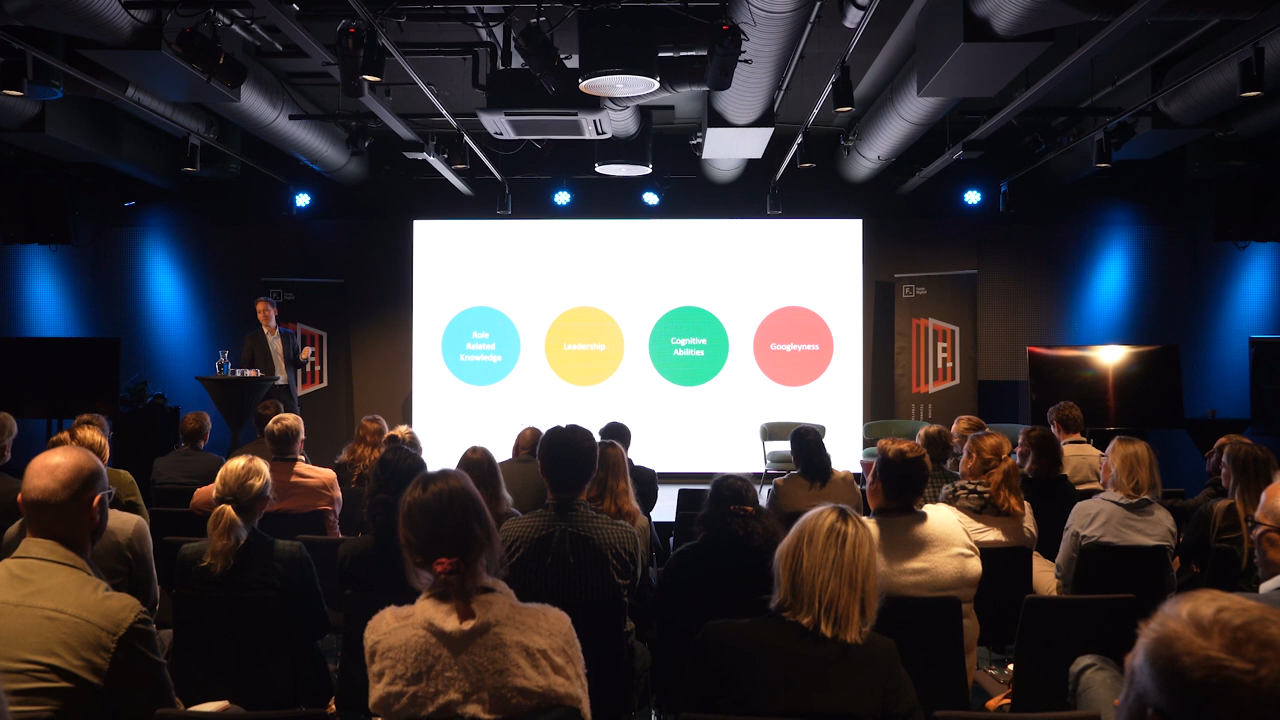 Role
Related
Knowledge
Leadership
Cognitive
Abilities
Googleyness
F.
F.